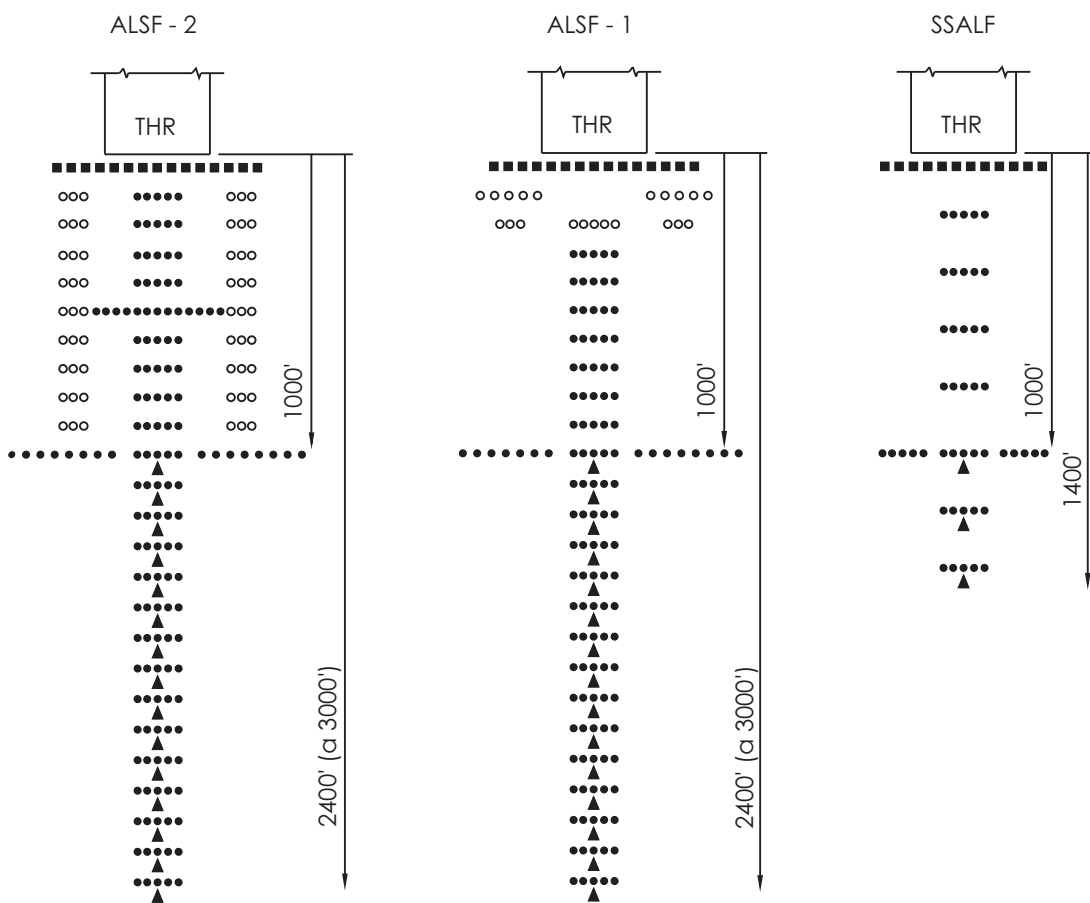 ALSF - 2
ALSF - 1
SSALF
THR
THR
THR
1000'
2400' (a 3000')
1000'
2400' (a 3000')
1000'
1400'